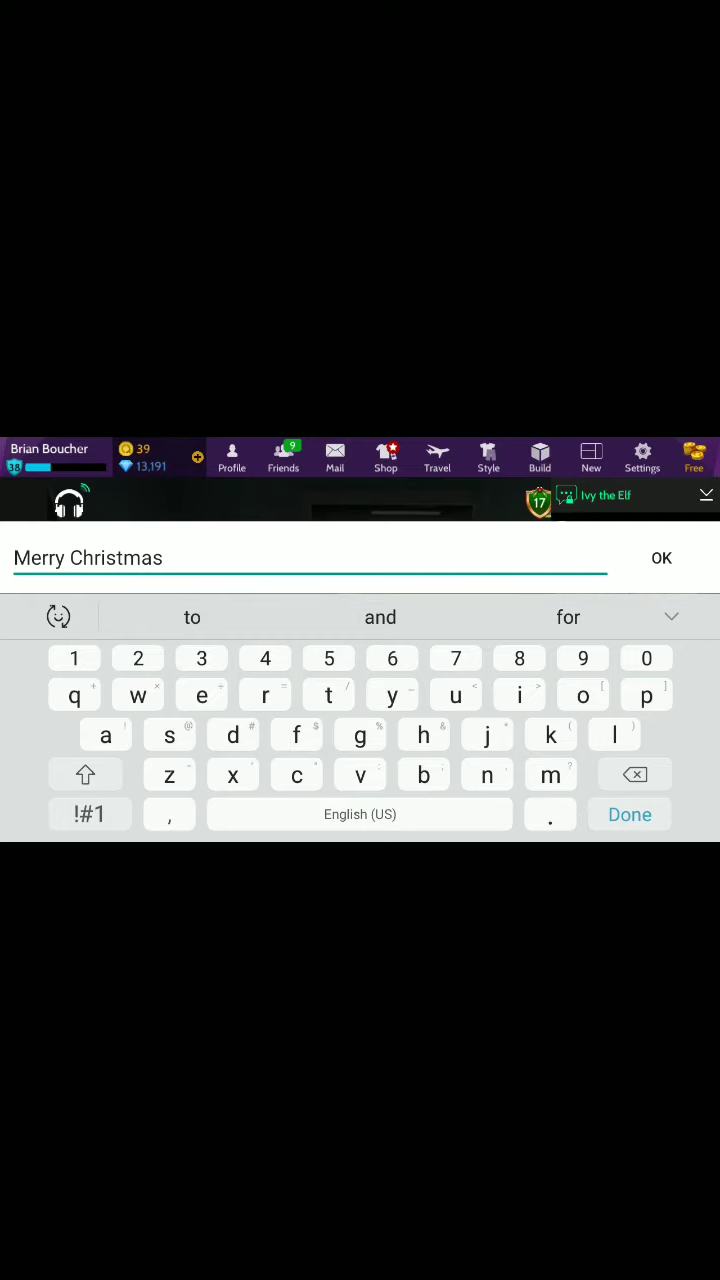 Brian Boucher
38
39
13,191
Profile
9
Friends
Mail
Shop
Travel
Style
Build
New
Settings
Free
17
Ivy the Elf
Merry Christmas
OK
to and for
1 2 3 4 5 6 7 8 9 0
q w e r t y u i o p
a s d f g h j k l
z x c v b n m
!#1 , English (US) . Done